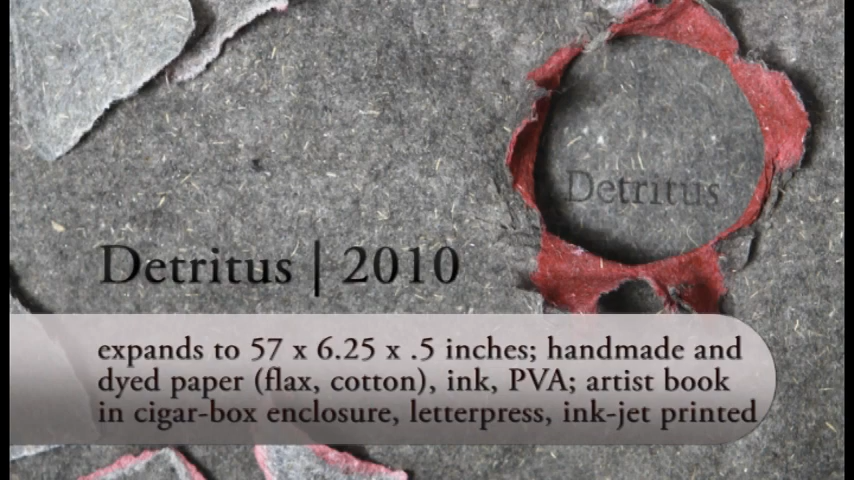 Detritus
Detritus | 2010
expands to 57 x 6.25 x .5 inches; handmade and
dyed paper (flax, cotton), ink, PVA; artist book
in cigar-box enclosure, letterpress, ink-jet printed